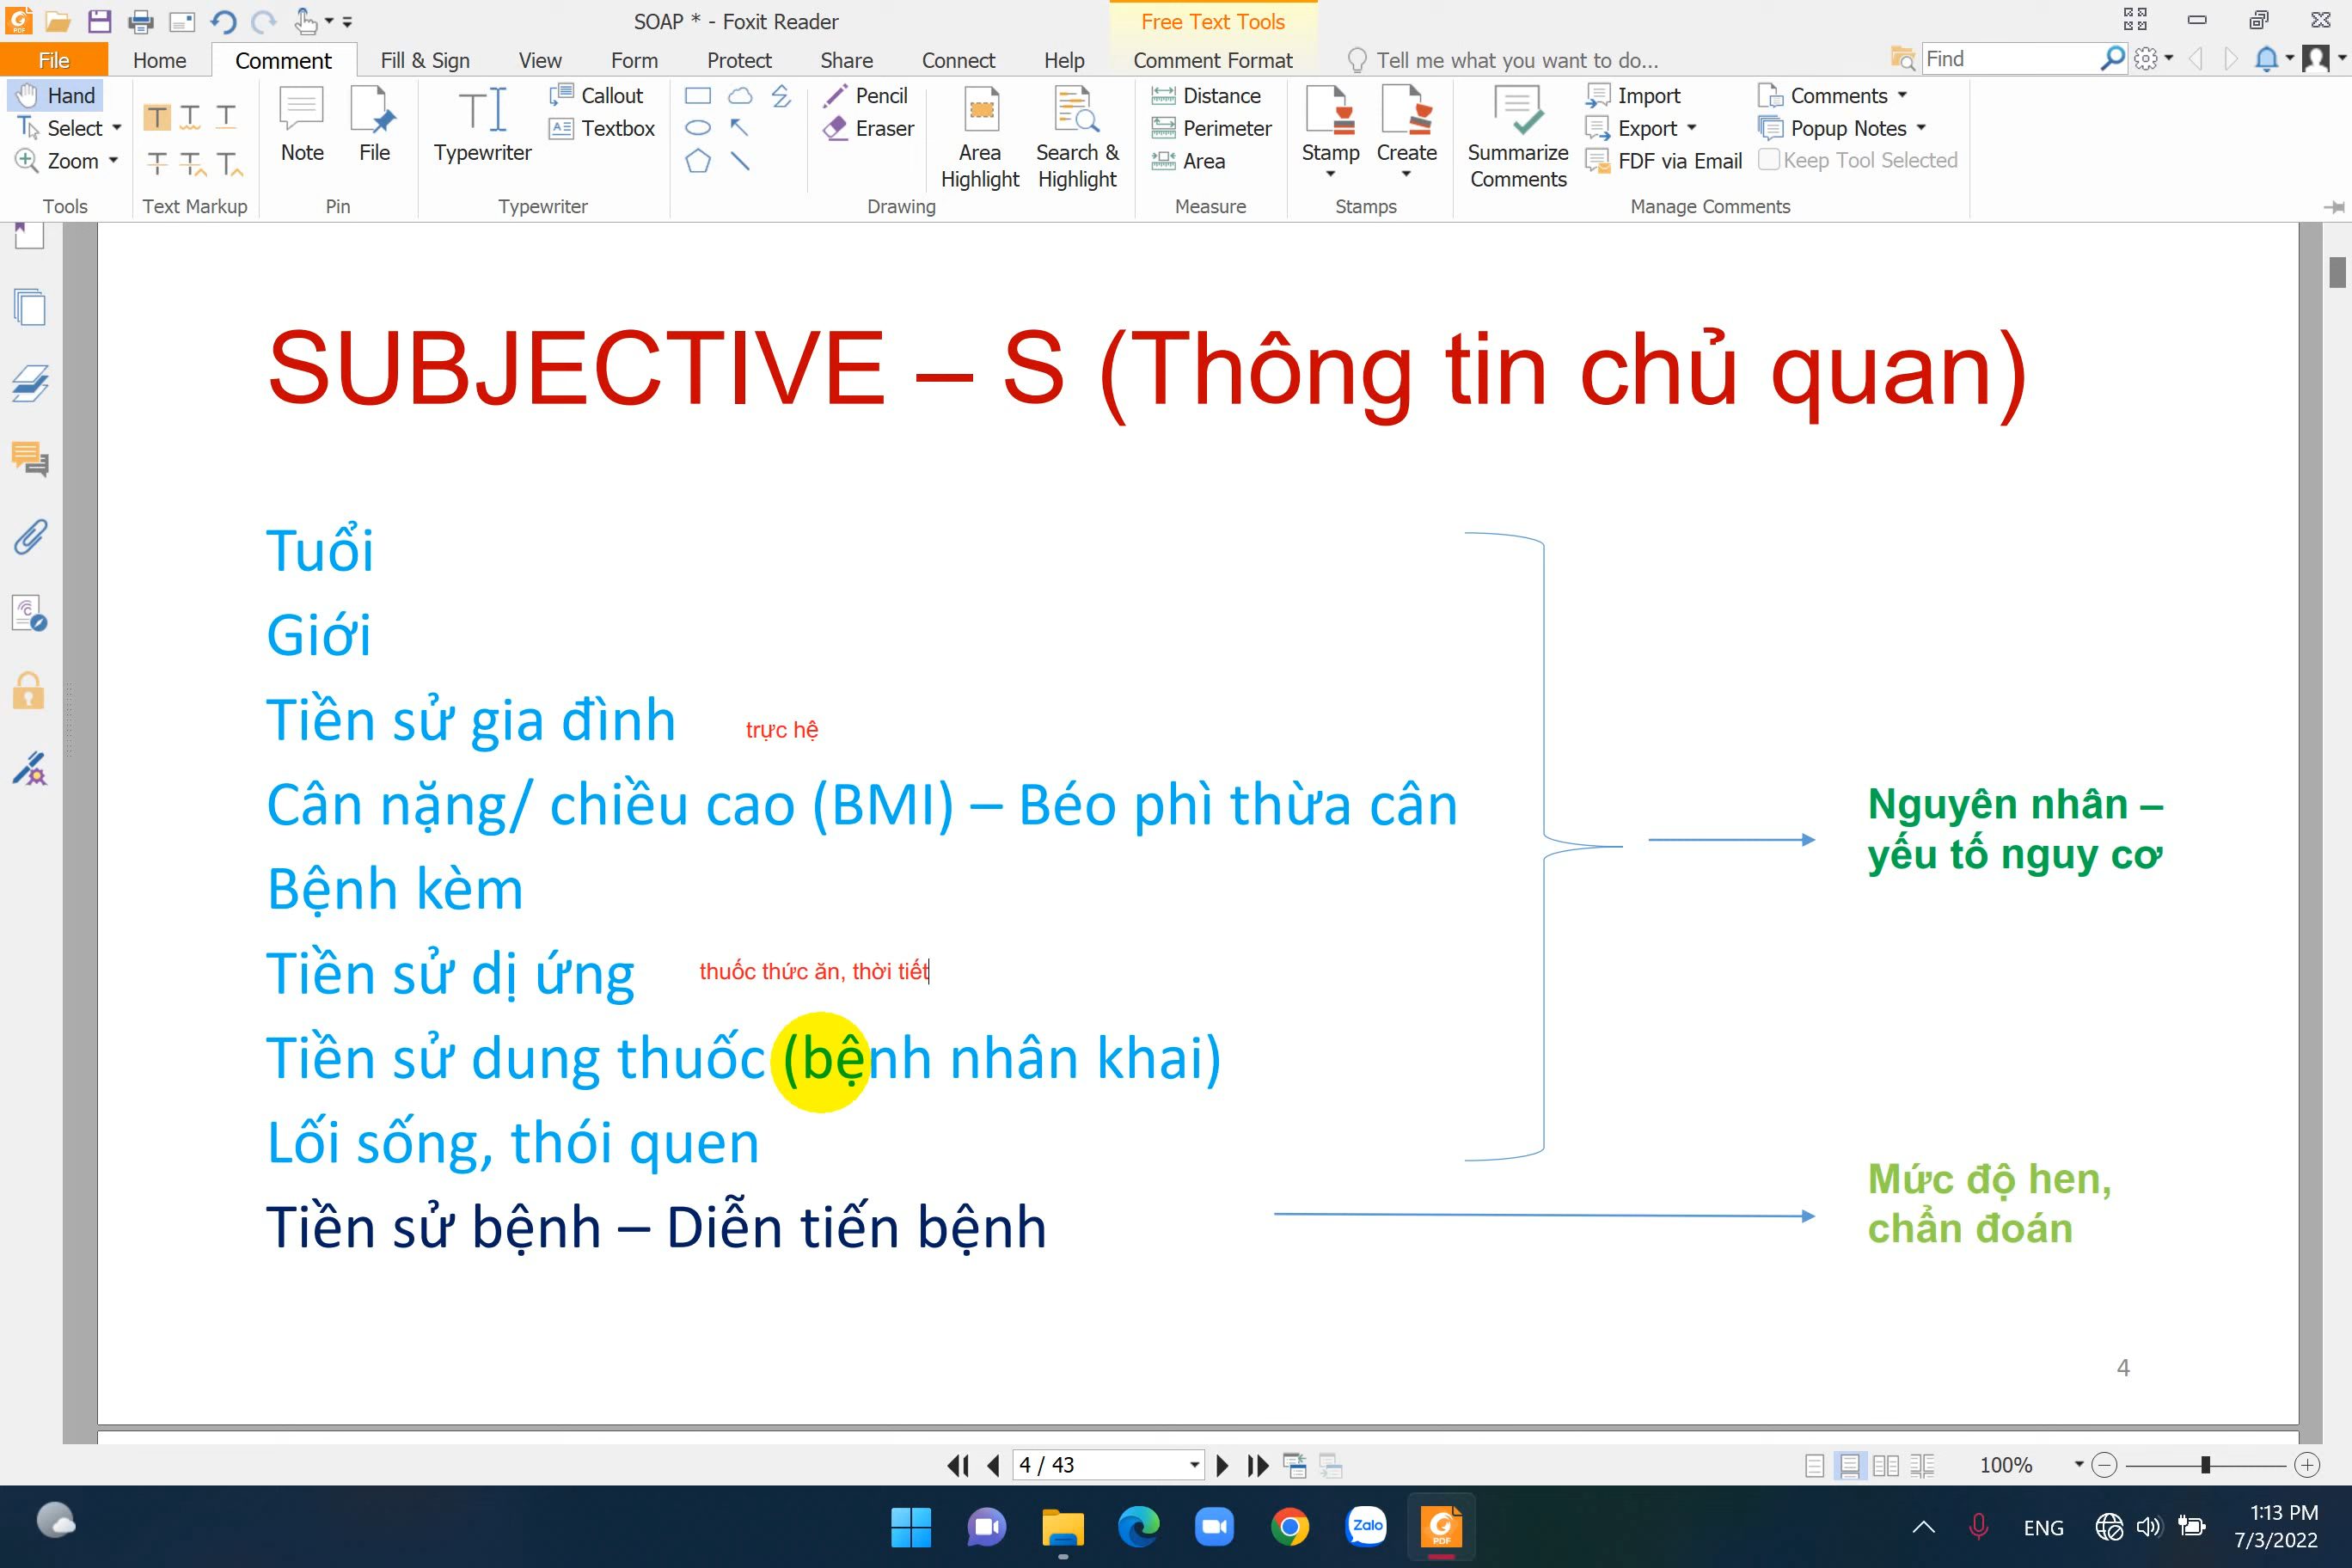 SOAP * - Foxit Reader
Free Text Tools
File Home Comment Fill & Sign View Form Protect Share Connect Help Comment Format Tell me what you want to do... Find
Hand
Select
Zoom
Tools
Text Markup
Note
File
Pin
Typewriter
Callout
Textbox
Typewriter
Pencil
Eraser
Area Highlight
Search & Highlight
Drawing
Distance
Perimeter
Area
Measure
Stamp
Create
Stamps
Summarize Comments
Import
Export
FDF via Email
Comments
Popup Notes
Keep Tool Selected
Manage Comments
SUBJECTIVE – S (Thông tin chủ quan)
Tuổi
Giới
Tiền sử gia đình trực hệ
Cân nặng/ chiều cao (BMI) – Béo phì thừa cân
Bệnh kèm
Tiền sử dị ứng thuốc thức ăn, thời tiết
Tiền sử dung thuốc (bệnh nhân khai)
Lối sống, thói quen
Tiền sử bệnh – Diễn tiến bệnh
Nguyên nhân –
yếu tố nguy cơ
Mức độ hen,
chẩn đoán
4
4 / 43
100%
Zalo
PDF
ENG
1:13 PM
7/3/2022